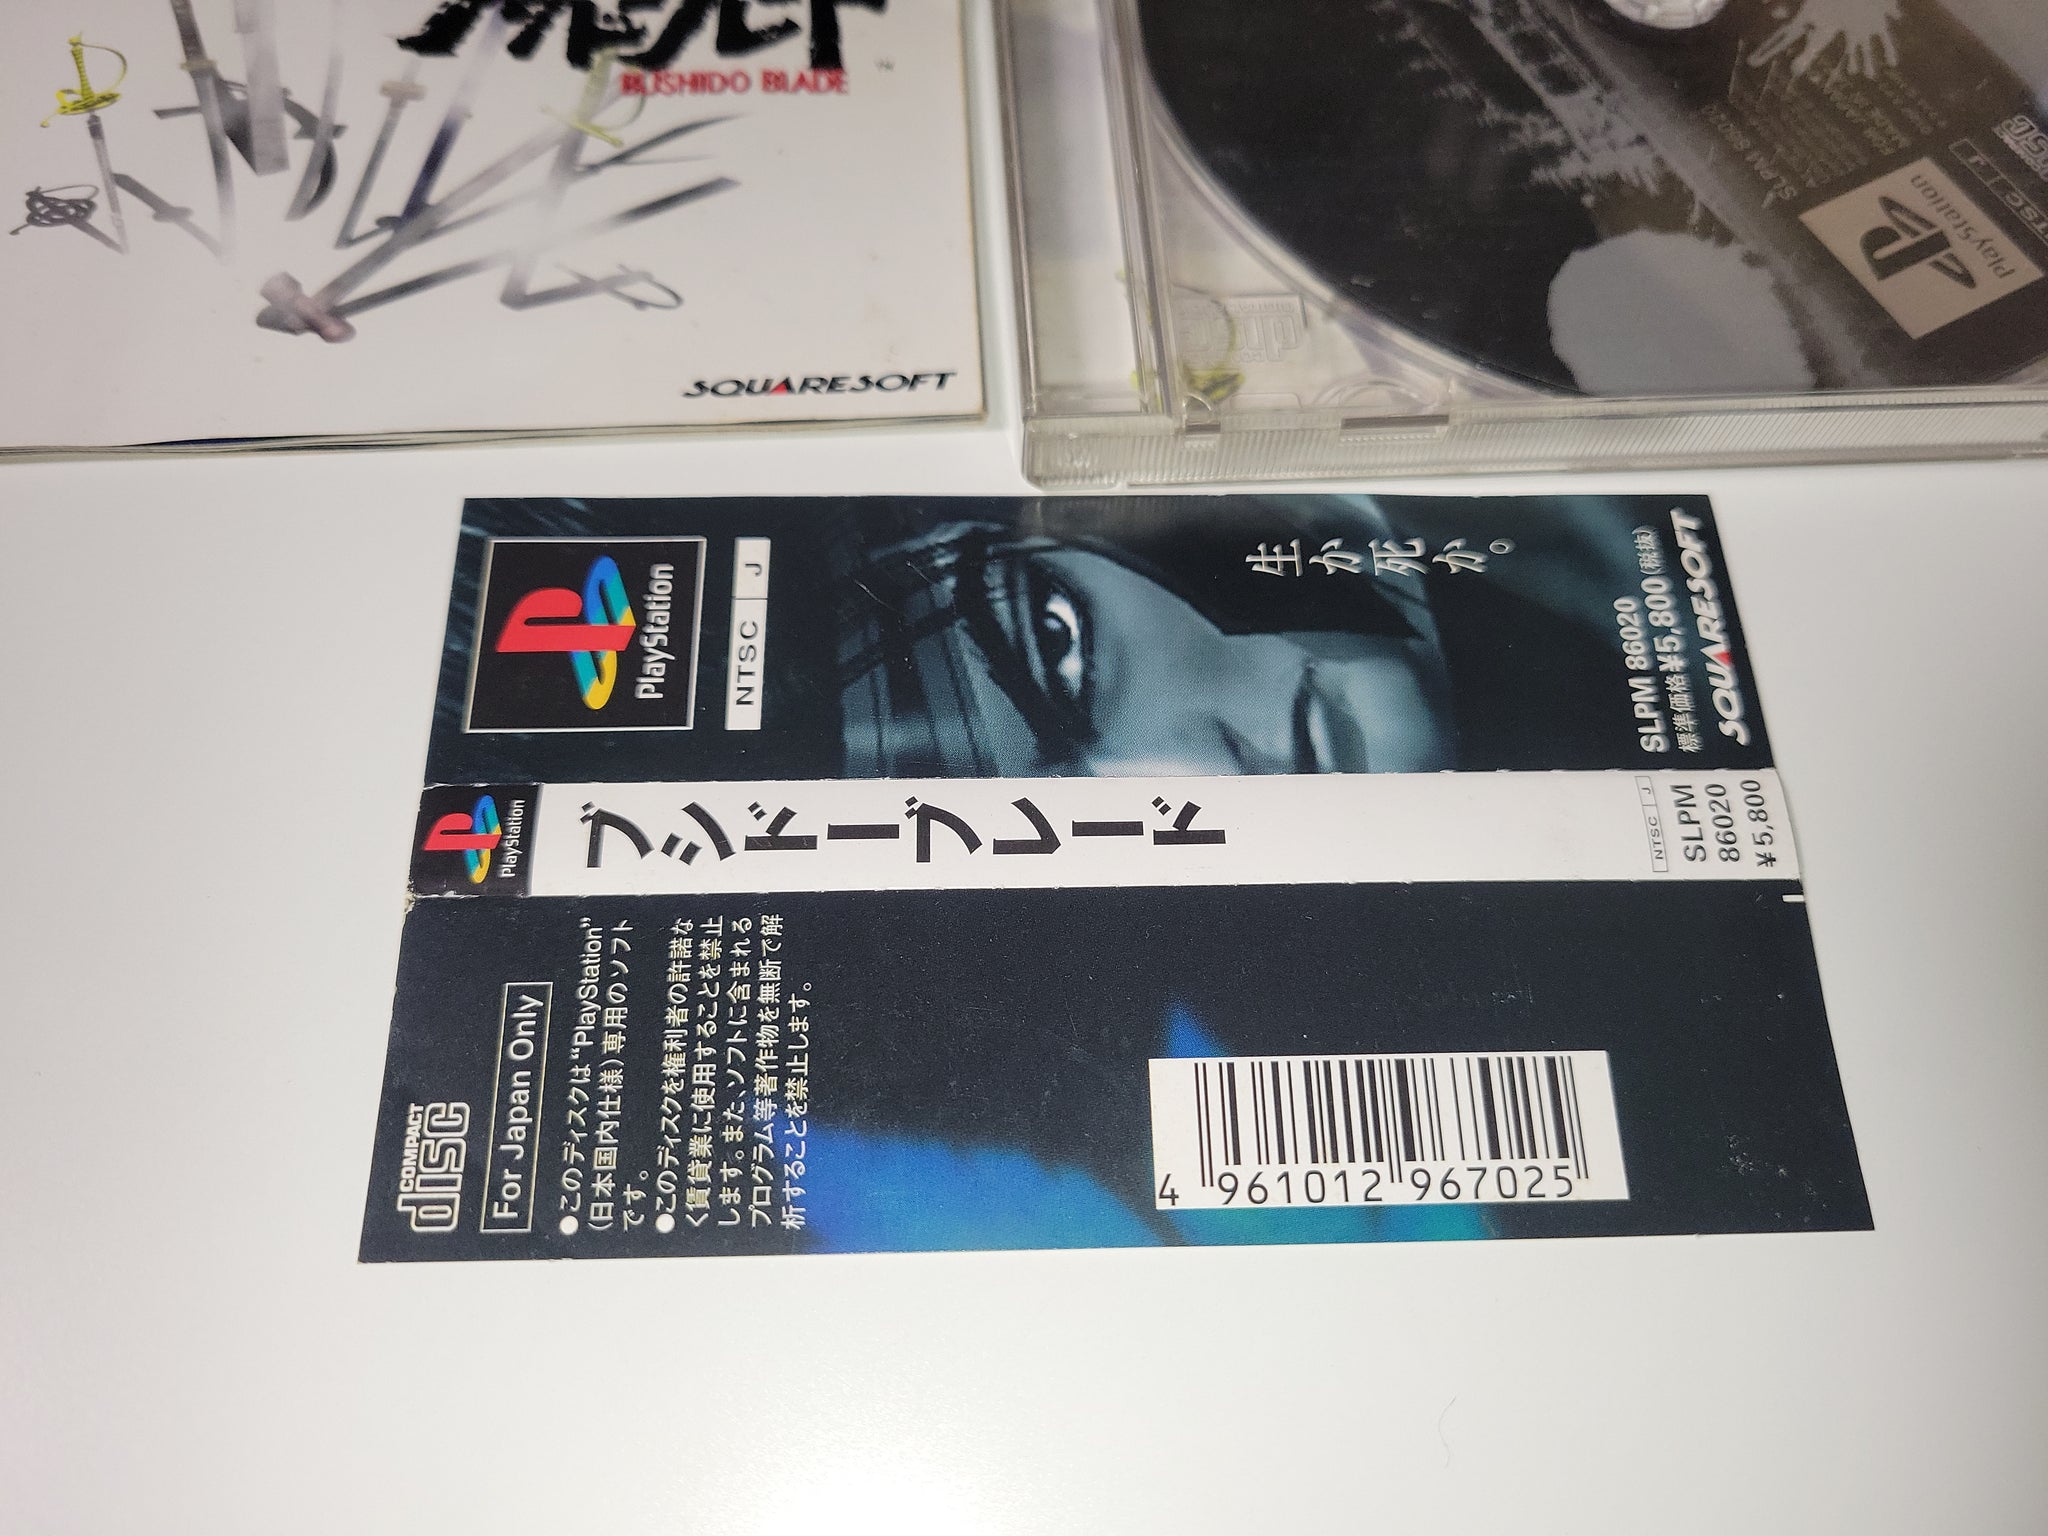 BUSHIDO BLADE
TM
SQUARESOFT
SLPM 86020
NTSC J
PlayStation
PlayStation
NTSC J
生か死か。
SLPM 86020
標準価格¥5,800(税抜)
SQUARESOFT
PlayStation
ブシドーブレード
NTSC J
SLPM
86020
¥5,800
COMPACT
disc
For Japan Only
●このディスクは“PlayStation”
(日本国内仕様)専用のソフト
です。
●このディスクを権利者の許諾な
く賃貸業に使用することを禁止
します。また、ソフトに含まれる
プログラム等著作物を無断で解
析することを禁止します。
4 961012 967025